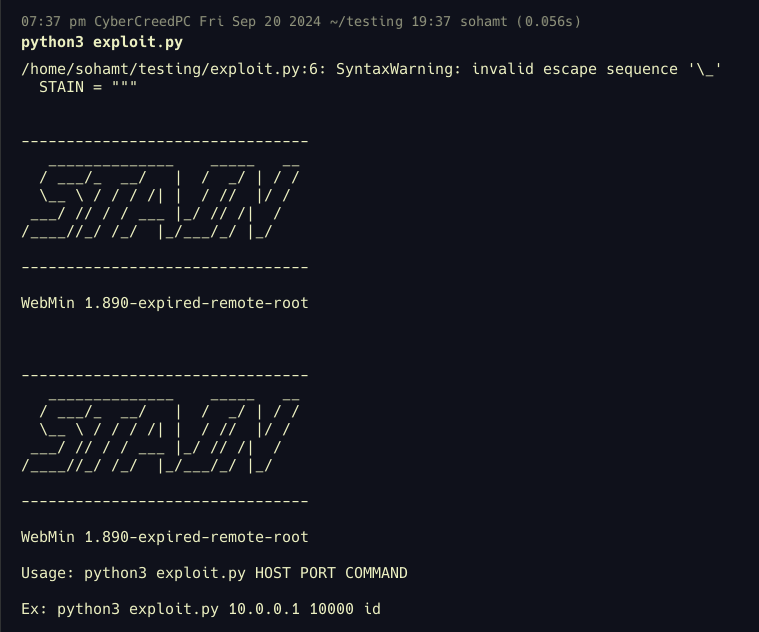 07:37 pm CyberCreedPC Fri Sep 20 2024 ~/testing 19:37 sohamt (0.056s)
python3 exploit.py
/home/sohamt/testing/exploit.py:6: SyntaxWarning: invalid escape sequence '\_'
  STAIN = """
--------------------------------
   ______________    _____   __
  / ___/_  __/   |  /  _/ | / /
  \__ \ / / / /| |  / //  |/ /
 ___/ // / / ___ |_/ // /|  /
/____//_/ /_/  |_/___/_/ |_/
--------------------------------
WebMin 1.890-expired-remote-root
--------------------------------
   ______________    _____   __
  / ___/_  __/   |  /  _/ | / /
  \__ \ / / / /| |  / //  |/ /
 ___/ // / / ___ |_/ // /|  /
/____//_/ /_/  |_/___/_/ |_/
--------------------------------
WebMin 1.890-expired-remote-root
Usage: python3 exploit.py HOST PORT COMMAND
Ex: python3 exploit.py 10.0.0.1 10000 id